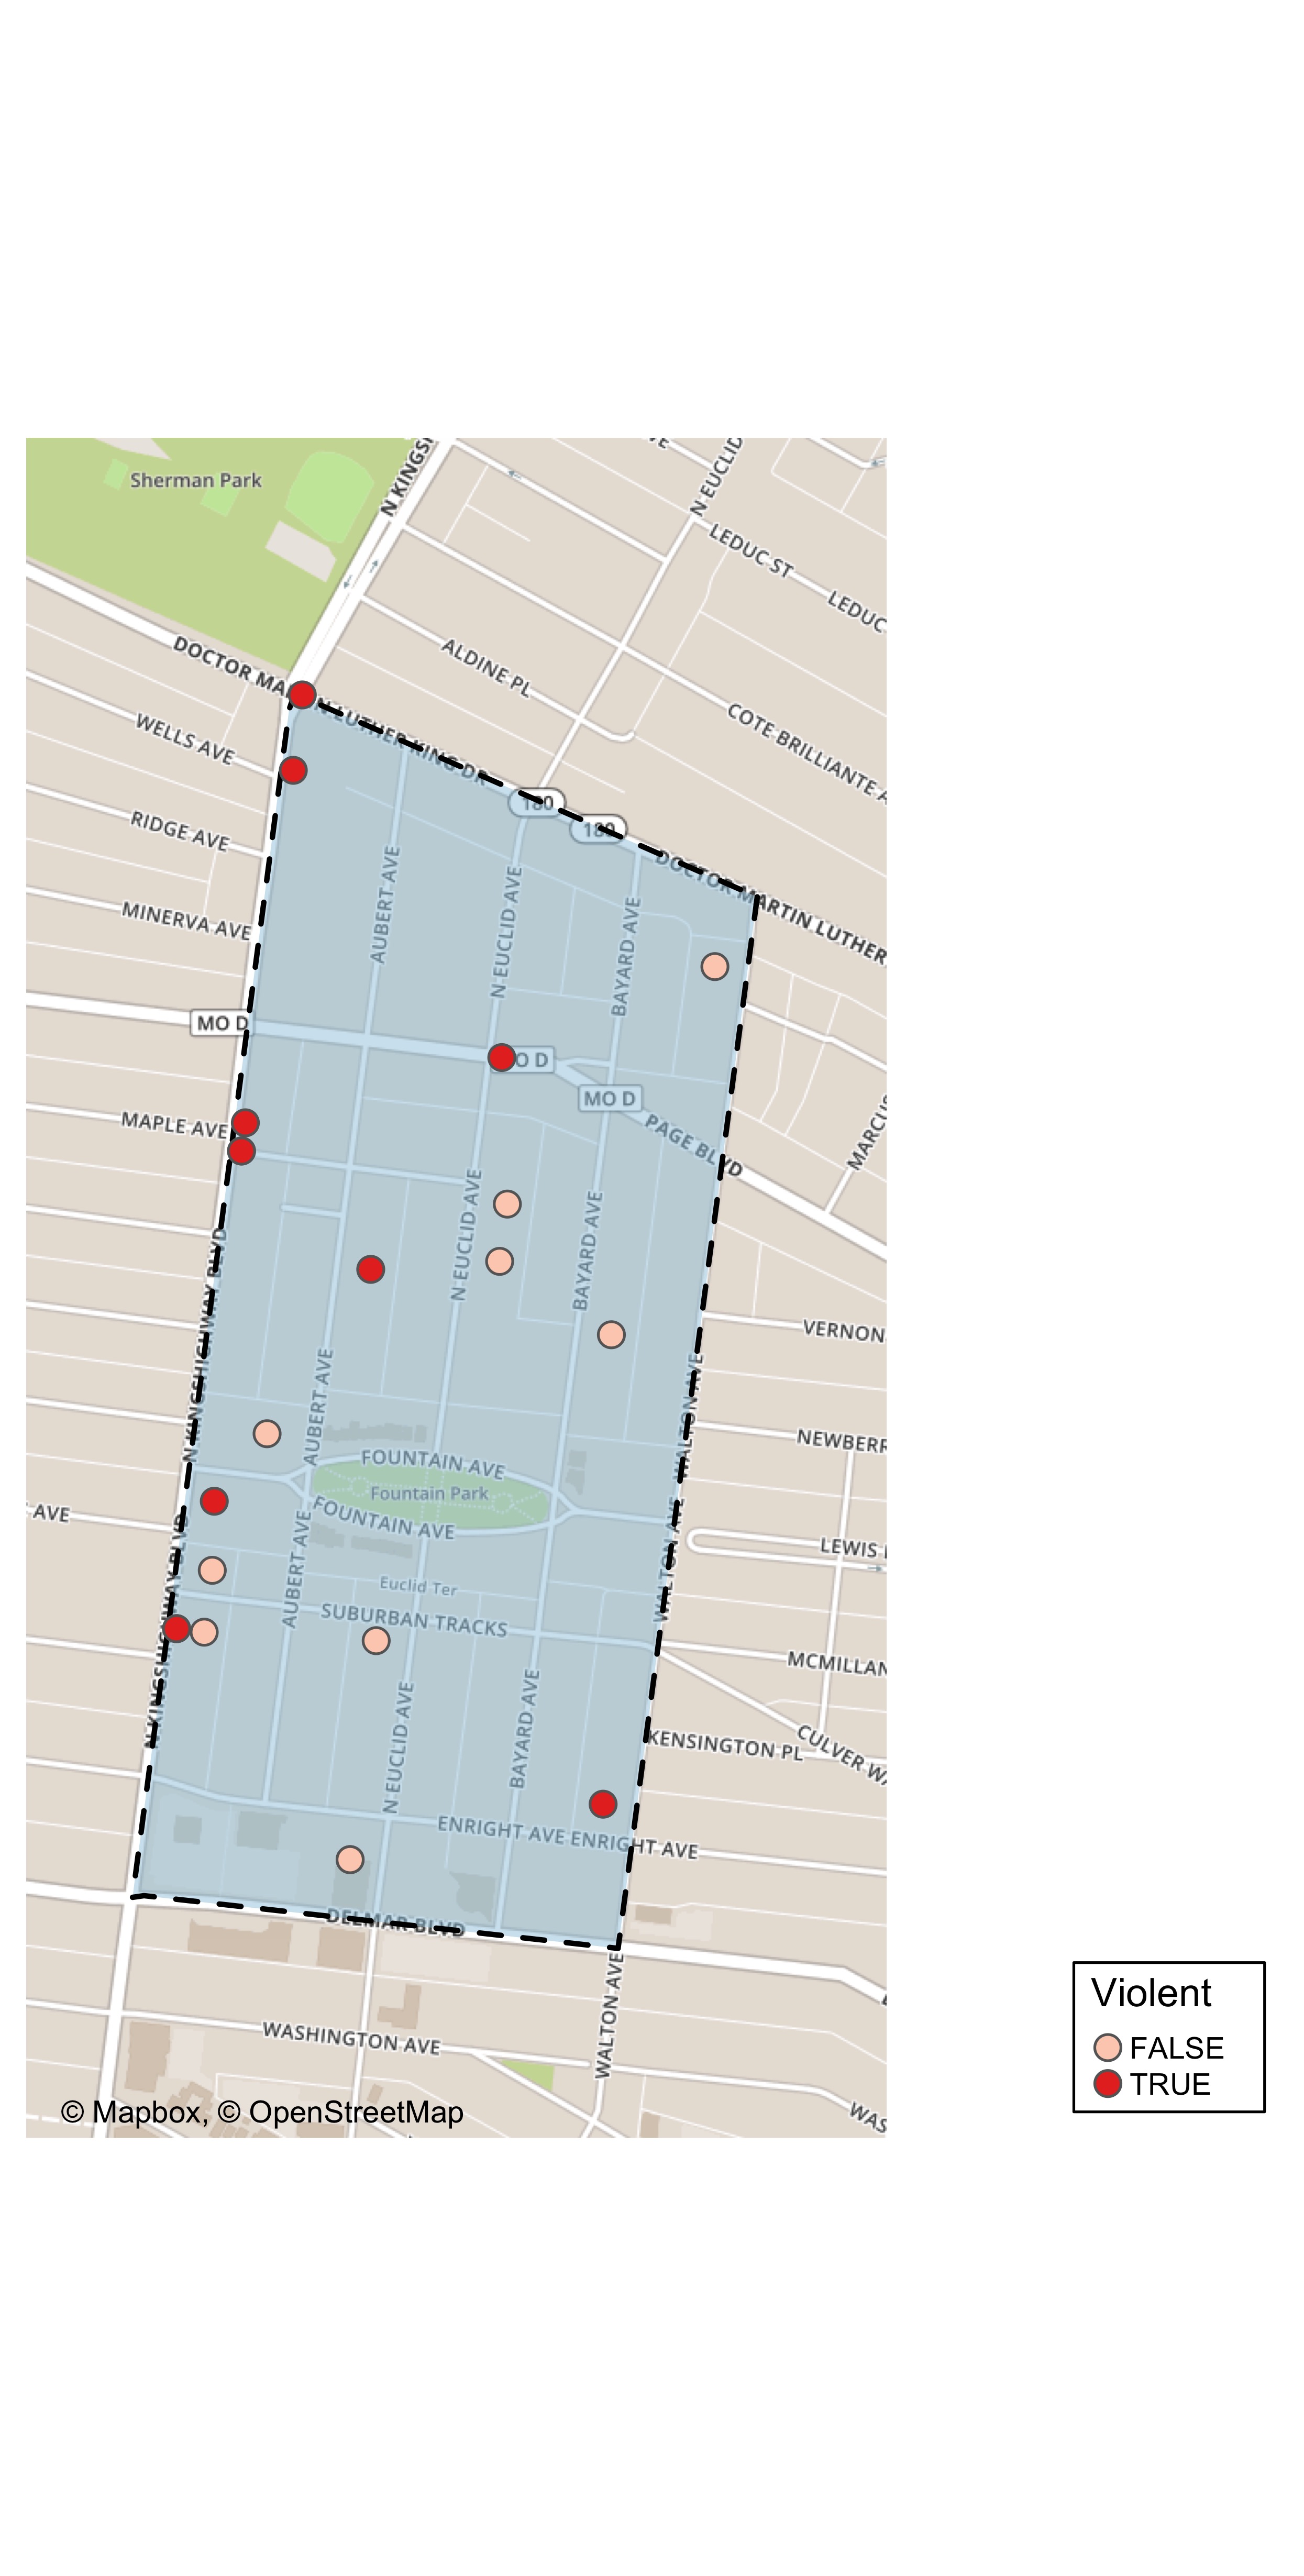 N KINGSH
N EUCLID
Sherman Park
LEDUC ST
LEDUC
ALDINE PL
DOCTOR MARTIN LUTHER KING DR
WELLS AVE
COTE BRILLIANTE A
180
180
RIDGE AVE
DOCTOR MARTIN LUTHER
AUBERT AVE
N EUCLID AVE
BAYARD AVE
MINERVA AVE
MO D
O D
MO D
MAPLE AVE
PAGE BLVD
MARCUS
N EUCLID AVE
BAYARD AVE
N KINGSHIGHWAY BLVD
VERNON
AUBERT AVE
WALTON AVE
NEWBERR
FOUNTAIN AVE
Fountain Park
FOUNTAIN AVE
AVE
N KINGSHIGHWAY BLVD
AUBERT AVE
WALTON AVE
LEWIS
Euclid Ter
SUBURBAN TRACKS
MCMILLAN
N EUCLID AVE
BAYARD AVE
KENSINGTON PL
CULVER WA
ENRIGHT AVE ENRIGHT AVE
DELMAR BLVD
WALTON AVE
WASHINGTON AVE
WAS
© Mapbox, © OpenStreetMap
Violent
FALSE
TRUE